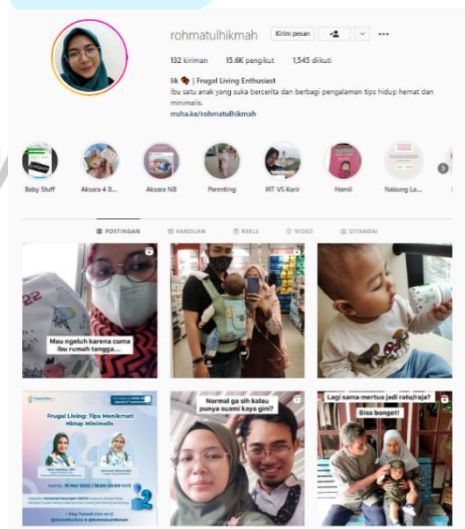 rohmatulhikmah Kirim pesan
132 kiriman 15.6K pengikut 1,545 diikuti
Iik | Frugal Living Enthusiast
Ibu satu anak yang suka bercerita dan berbagi pengalaman tips hidup hemat dan
minimalis.
msha.ke/rohmatulhikmah
Baby Stuff Aksara 4 B... Aksara NB Parenting IRT VS Karir Hamil Nabung La...
POSTINGAN PANDUAN REELS VIDEO DITANDAI
Mau ngeluh karena cuma
ibu rumah tangga...
Frugal Living: Tips Menikmati
Hidup Minimalis
Normal ga sih kalau
punya suami kaya gini?
Lagi sama mertua jadi ratu/raja?
Bisa banget!